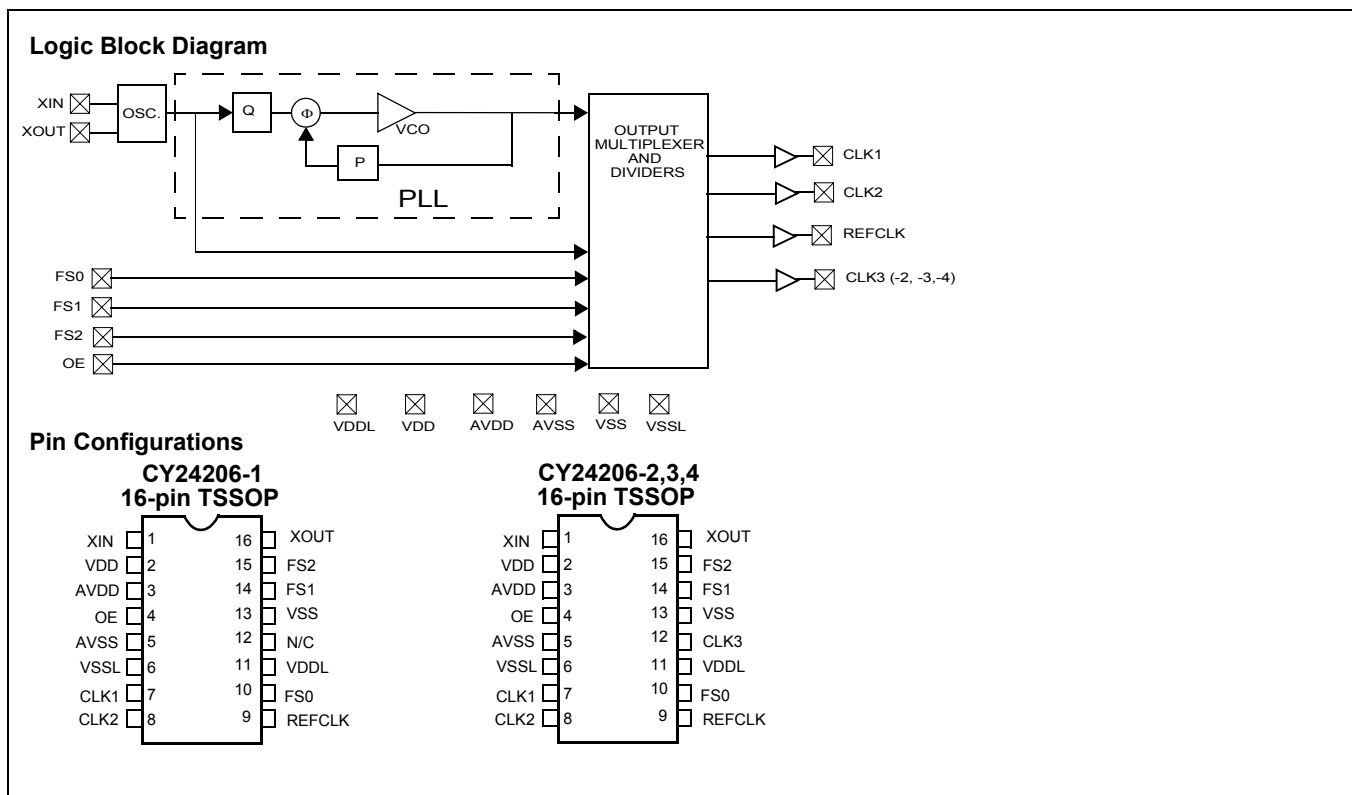 Logic Block Diagram
XIN
XOUT
OSC.
Q
Φ
VCO
P
PLL
OUTPUT
MULTIPLEXER
AND
DIVIDERS
CLK1
CLK2
REFCLK
CLK3 (-2, -3,-4)
FS0
FS1
FS2
OE
VDDL VDD AVDD AVSS VSS VSSL
Pin Configurations
CY24206-1
16-pin TSSOP
XIN 1 16 XOUT
VDD 2 15 FS2
AVDD 3 14 FS1
OE 4 13 VSS
AVSS 5 12 N/C
VSSL 6 11 VDDL
CLK1 7 10 FS0
CLK2 8 9 REFCLK
CY24206-2,3,4
16-pin TSSOP
XIN 1 16 XOUT
VDD 2 15 FS2
AVDD 3 14 FS1
OE 4 13 VSS
AVSS 5 12 CLK3
VSSL 6 11 VDDL
CLK1 7 10 FS0
CLK2 8 9 REFCLK